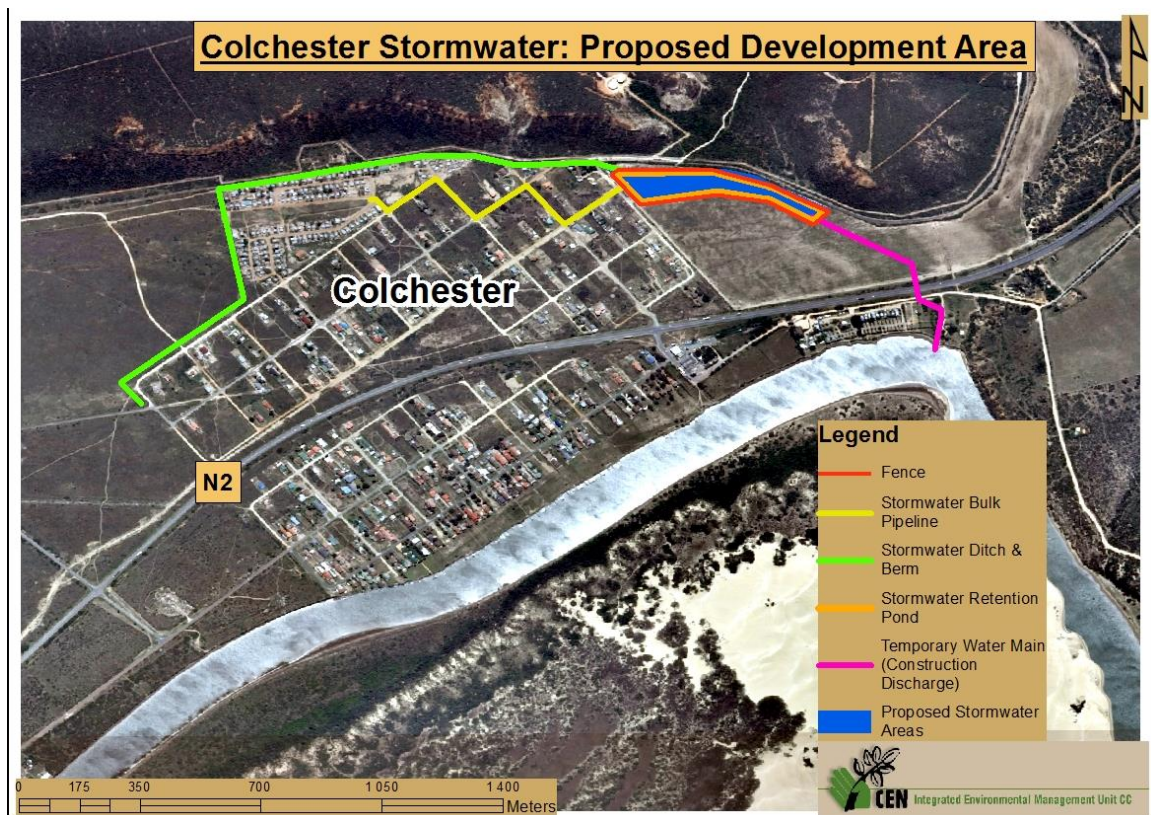 Colchester Stormwater: Proposed Development Area
N
Colchester
N2
Legend
Fence
Stormwater Bulk
Pipeline
Stormwater Ditch &
Berm
Stormwater Retention
Pond
Temporary Water Main
(Construction
Discharge)
Proposed Stormwater
Areas
0 175 350 700 1 050 1 400
Meters
CEN Integrated Environmental Management Unit CC